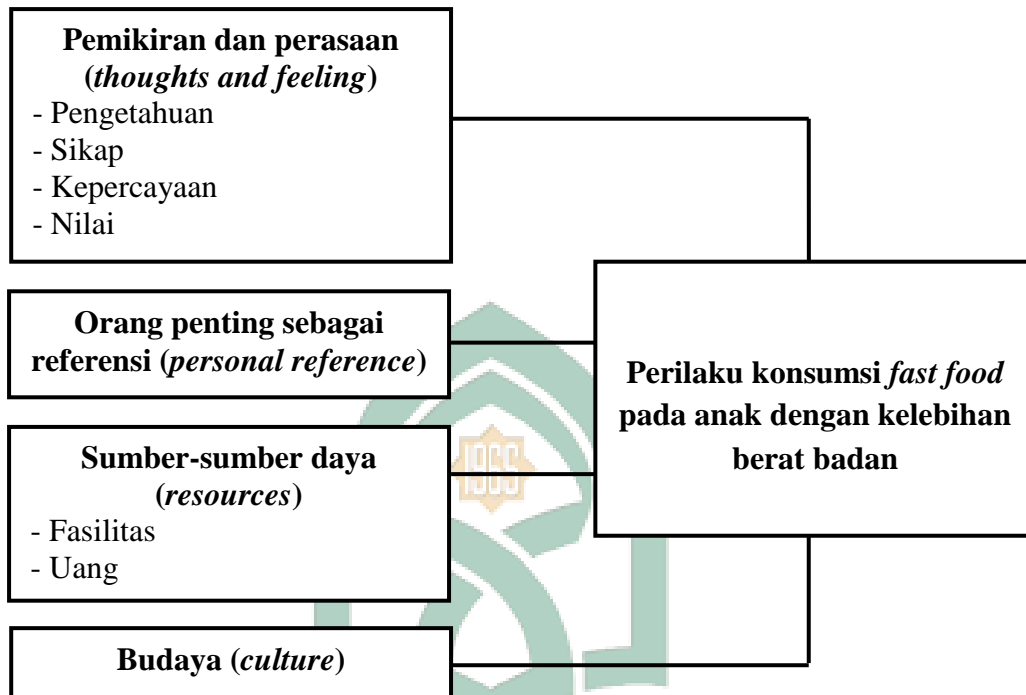 Pemikiran dan perasaan
(thoughts and feeling)
- Pengetahuan
- Sikap
- Kepercayaan
- Nilai
Orang penting sebagai
referensi (personal reference)
Sumber-sumber daya
(resources)
- Fasilitas
- Uang
Budaya (culture)
Perilaku konsumsi fast food
pada anak dengan kelebihan
berat badan
1965